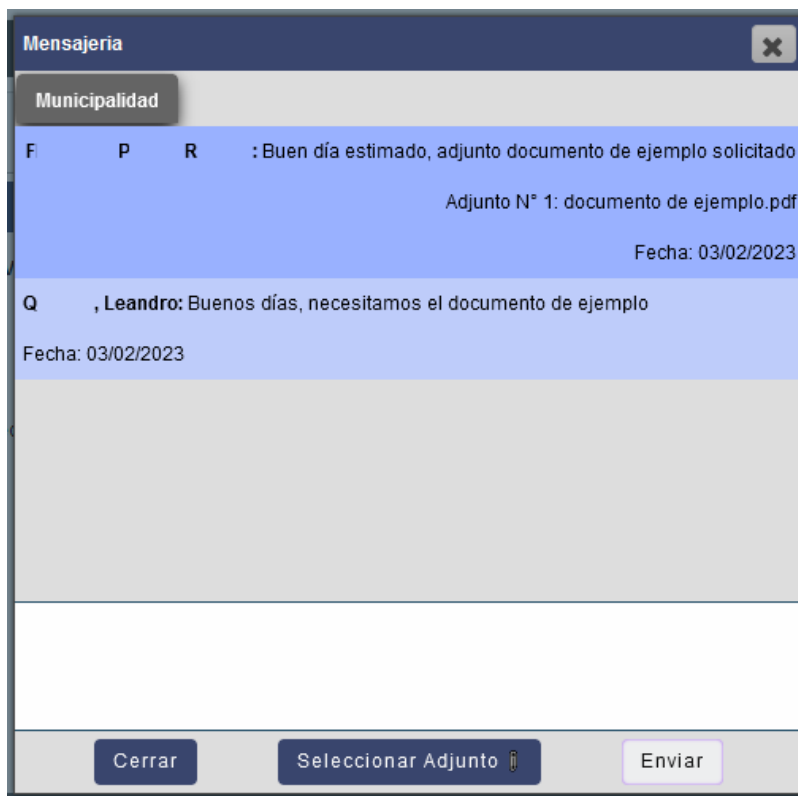 Mensajeria
Municipalidad
F P R : Buen día estimado, adjunto documento de ejemplo solicitado
Adjunto N° 1: documento de ejemplo.pdf
Fecha: 03/02/2023
Q , Leandro: Buenos días, necesitamos el documento de ejemplo
Fecha: 03/02/2023
Cerrar
Seleccionar Adjunto
Enviar